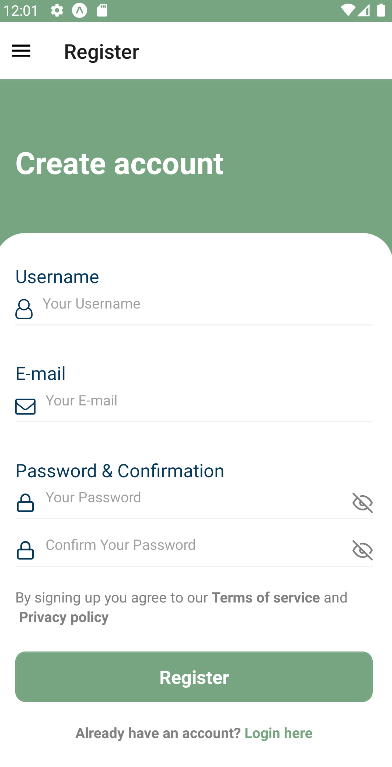 12:01
Register
Create account
Username
Your Username
E-mail
Your E-mail
Password & Confirmation
Your Password
Confirm Your Password
By signing up you agree to our Terms of service and
Privacy policy
Register
Already have an account? Login here